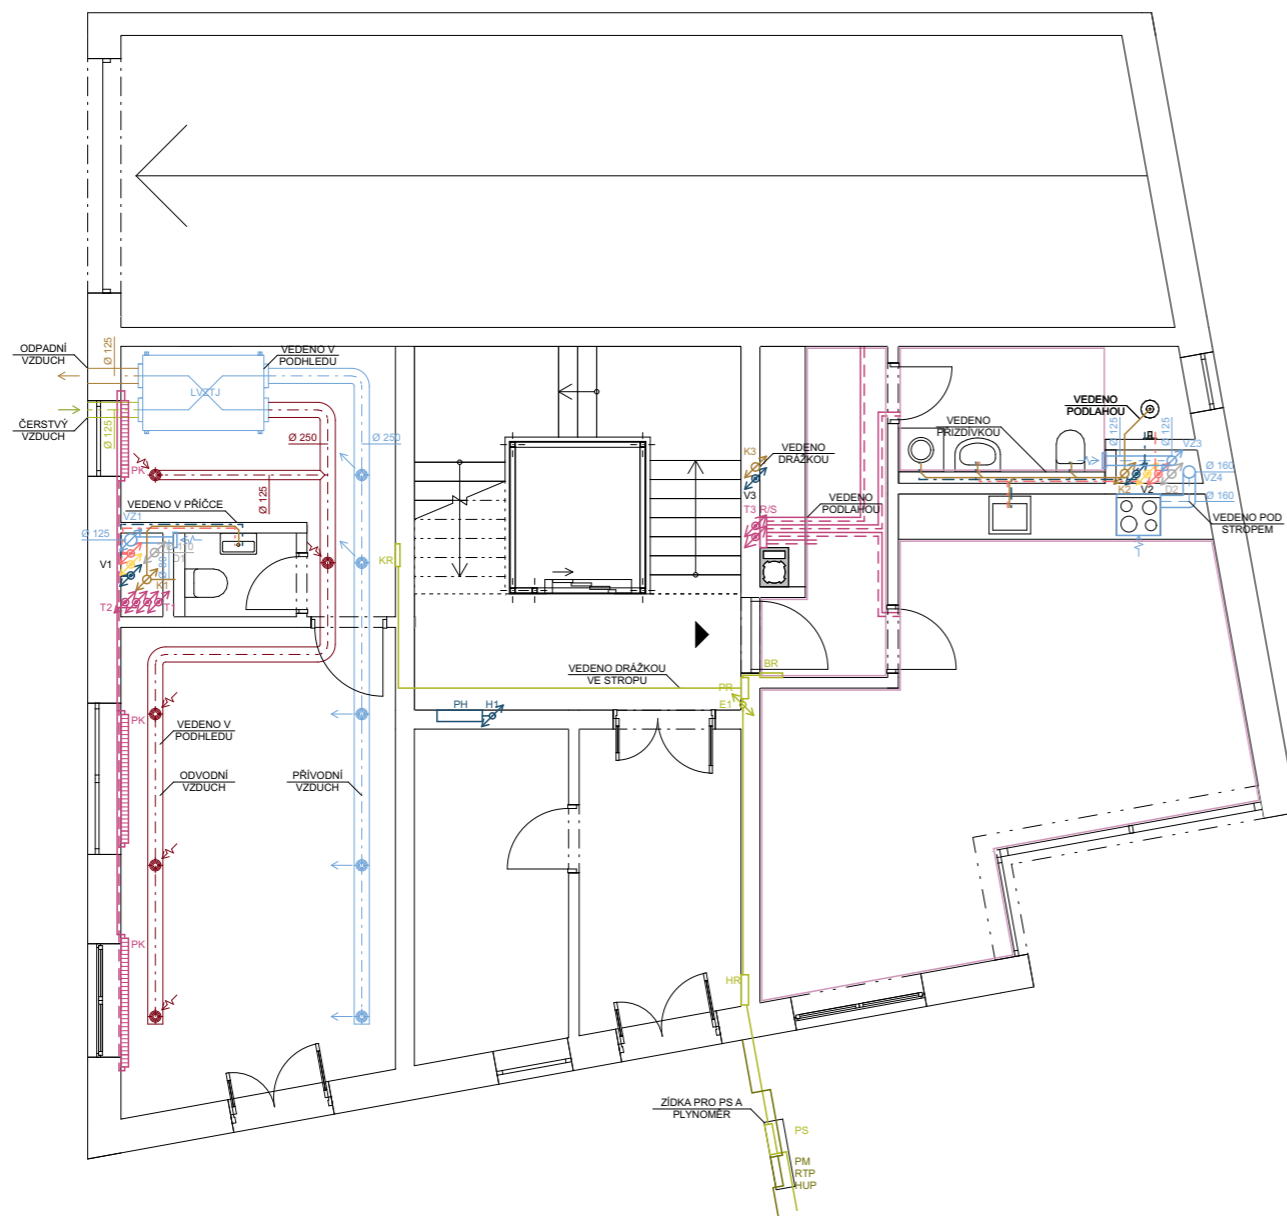 ODPADNÍ
VZDUCH
Ø 125
VEDENO V
PODHLEDU
LVZTJ
ČERSTVÝ
VZDUCH
Ø 125
Ø 250
Ø 250
PK
Ø 125
VEDENO V PŘÍČCE
VZ1
Ø 125
V1
D1
K1
T2
T1
KR
K3
VEDENO
DRÁŽKOU
V3
VEDENO
PODLAHOU
T3 R/S
VEDENO
PŘIZDÍVKOU
VEDENO
PODLAHOU
Ø 125
Ø 125
VZ3
Ø 160
VZ4
K2
V2
D2
Ø 160
VEDENO POD
STROPEM
VEDENO DRÁŽKOU
VE STROPU
BR
PR
E1
PH
H1
PK
VEDENO V
PODHLEDU
ODVODNÍ
VZDUCH
PŘÍVODNÍ
VZDUCH
PK
HR
ZÍDKA PRO PS A
PLYNOMĚR
PS
PM
RTP
HUP